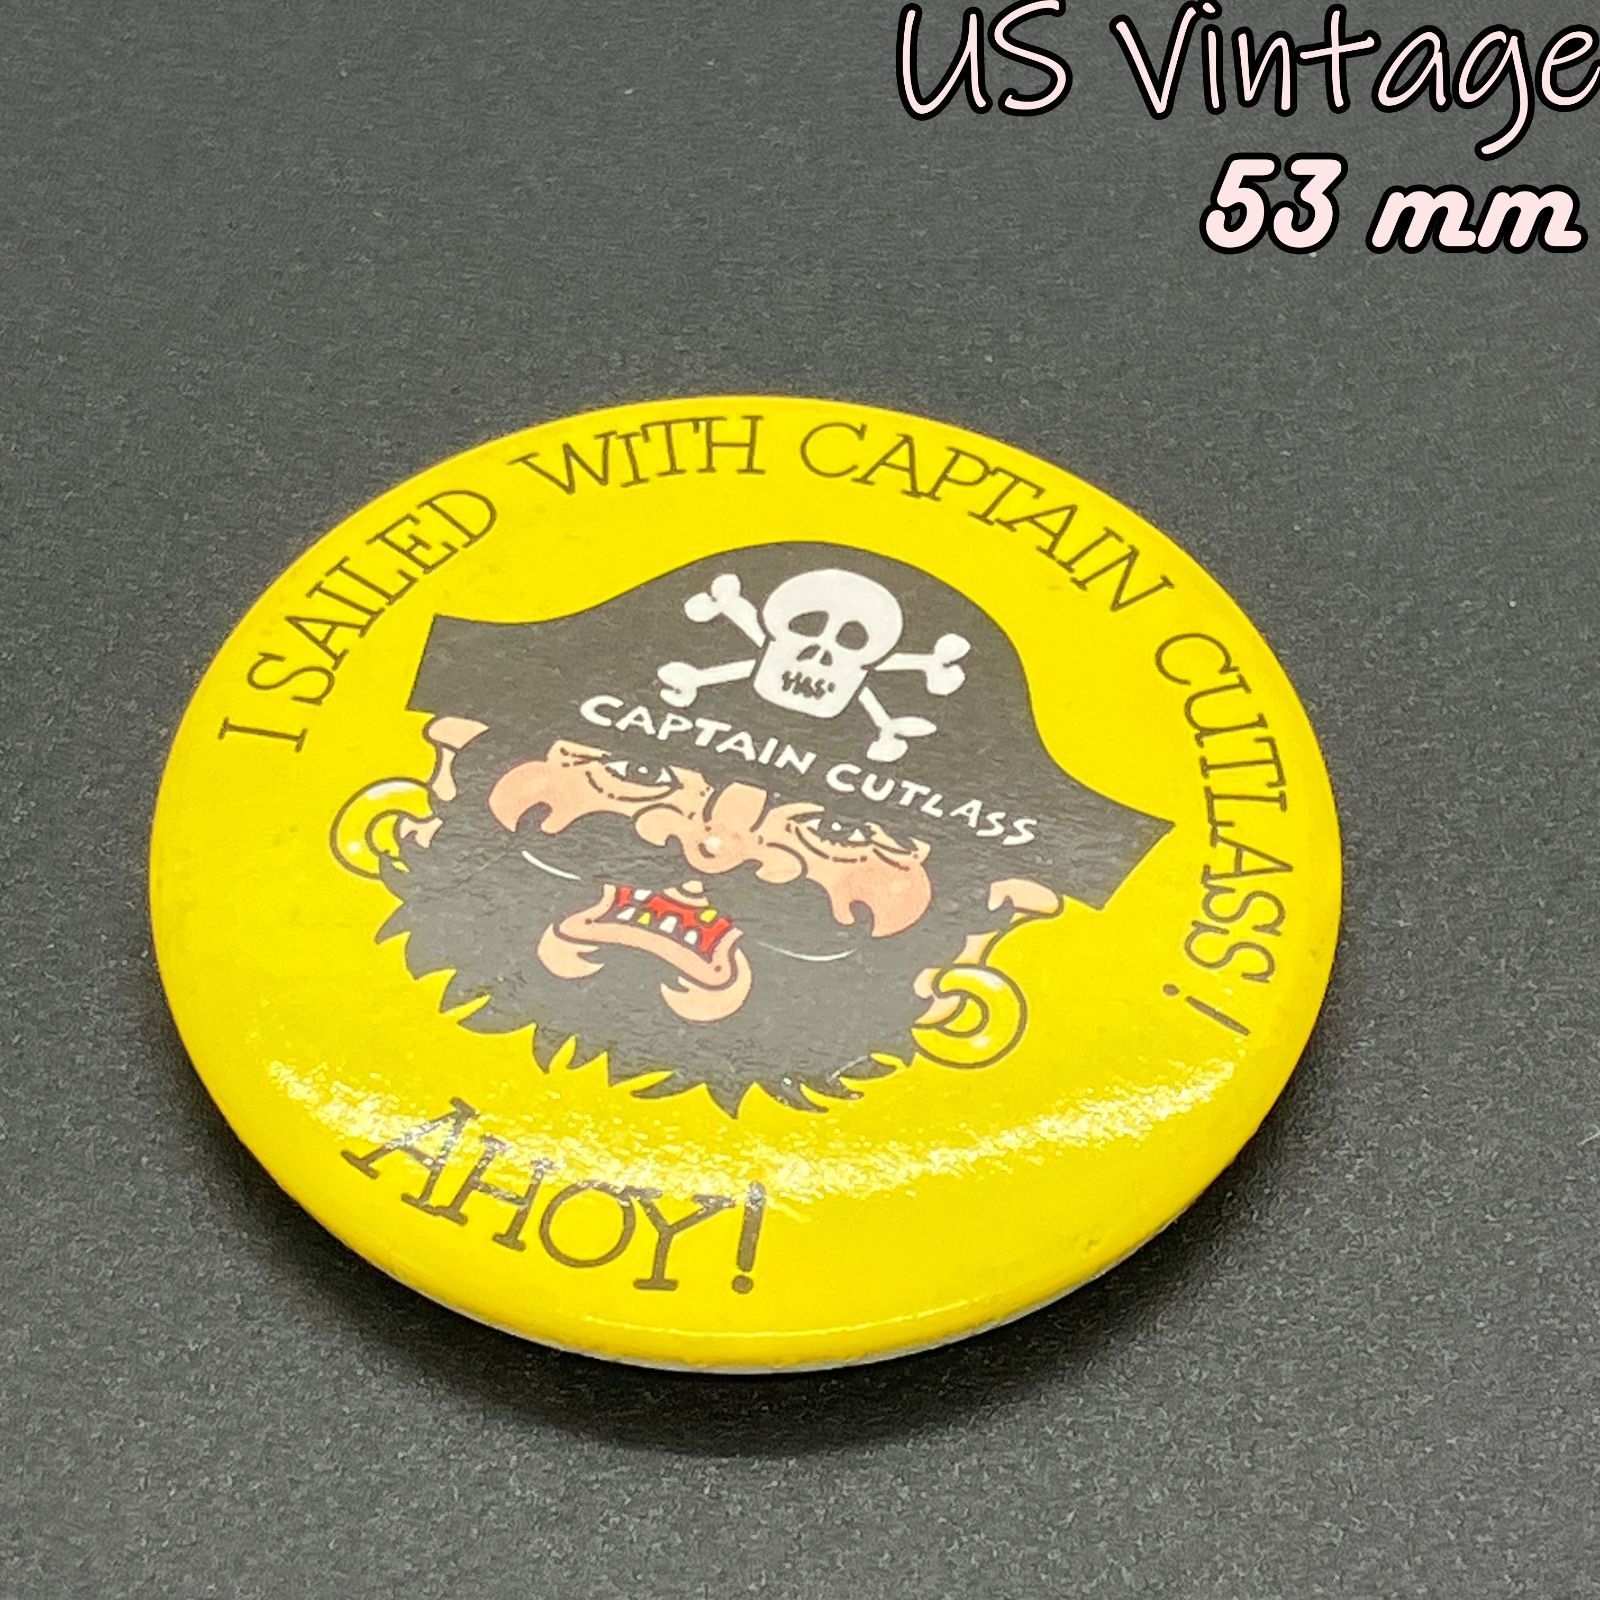 US Vintage
53 mm
I SAILED WITH CAPTAIN CUTLASS!
CAPTAIN CUTLASS
AHOY!